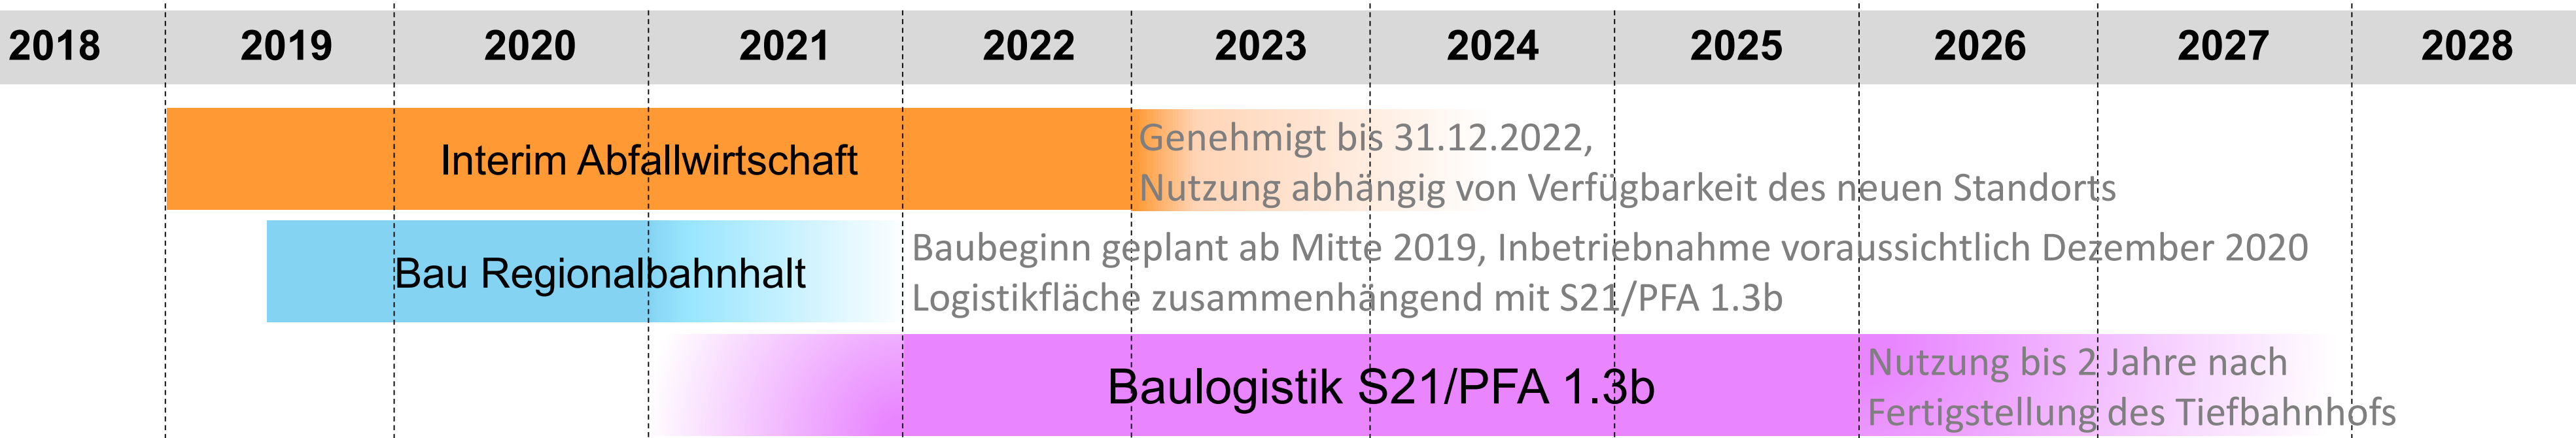 2018 2019 2020 2021 2022 2023 2024 2025 2026 2027 2028
Interim Abfallwirtschaft
Genehmigt bis 31.12.2022,
Nutzung abhängig von Verfügbarkeit des neuen Standorts
Bau Regionalbahnhalt
Baubeginn geplant ab Mitte 2019, Inbetriebnahme voraussichtlich Dezember 2020
Logistikfläche zusammenhängend mit S21/PFA 1.3b
Baulogistik S21/PFA 1.3b
Nutzung bis 2 Jahre nach
Fertigstellung des Tiefbahnhofs